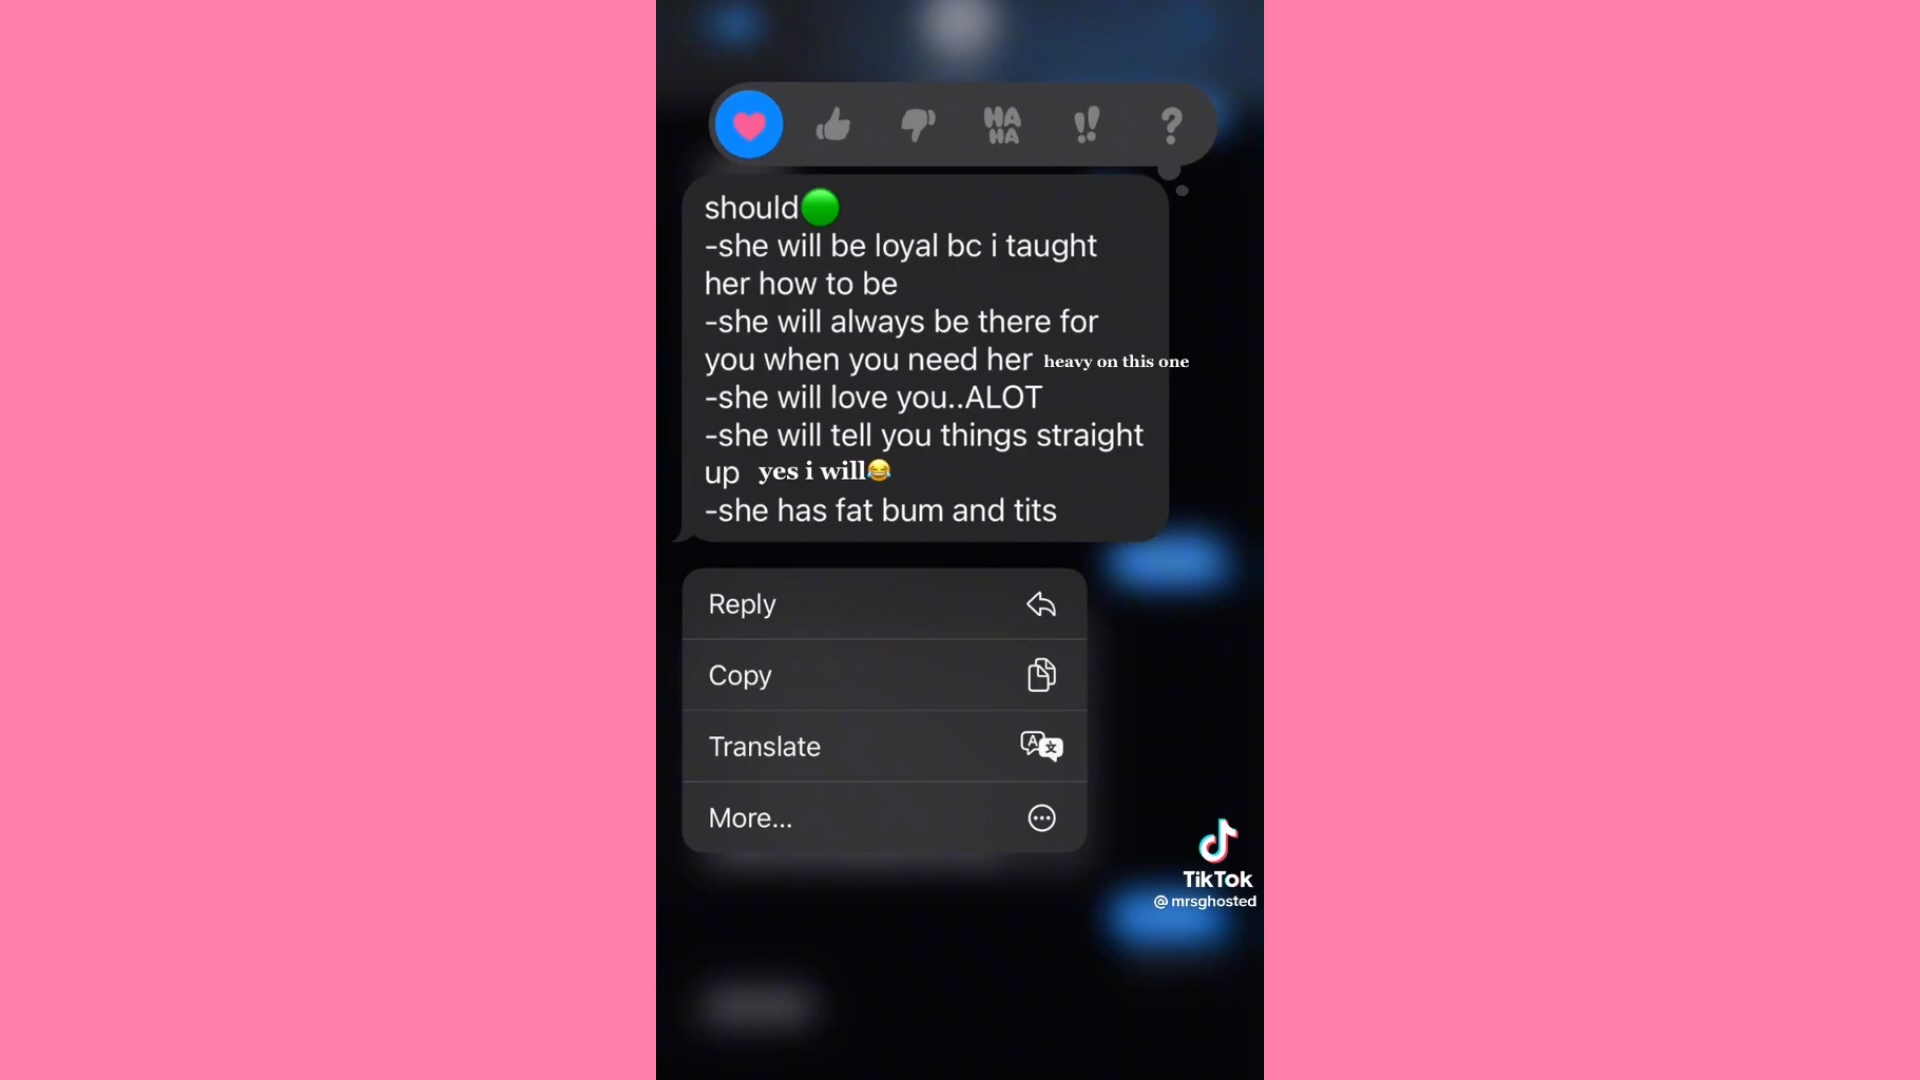 HA
HA
should🟢
-she will be loyal bc i taught
her how to be
-she will always be there for
you when you need her heavy on this one
-she will love you..ALOT
-she will tell you things straight
up yes i will😂
-she has fat bum and tits
Reply
Copy
Translate
More...
TikTok
@mrsghosted